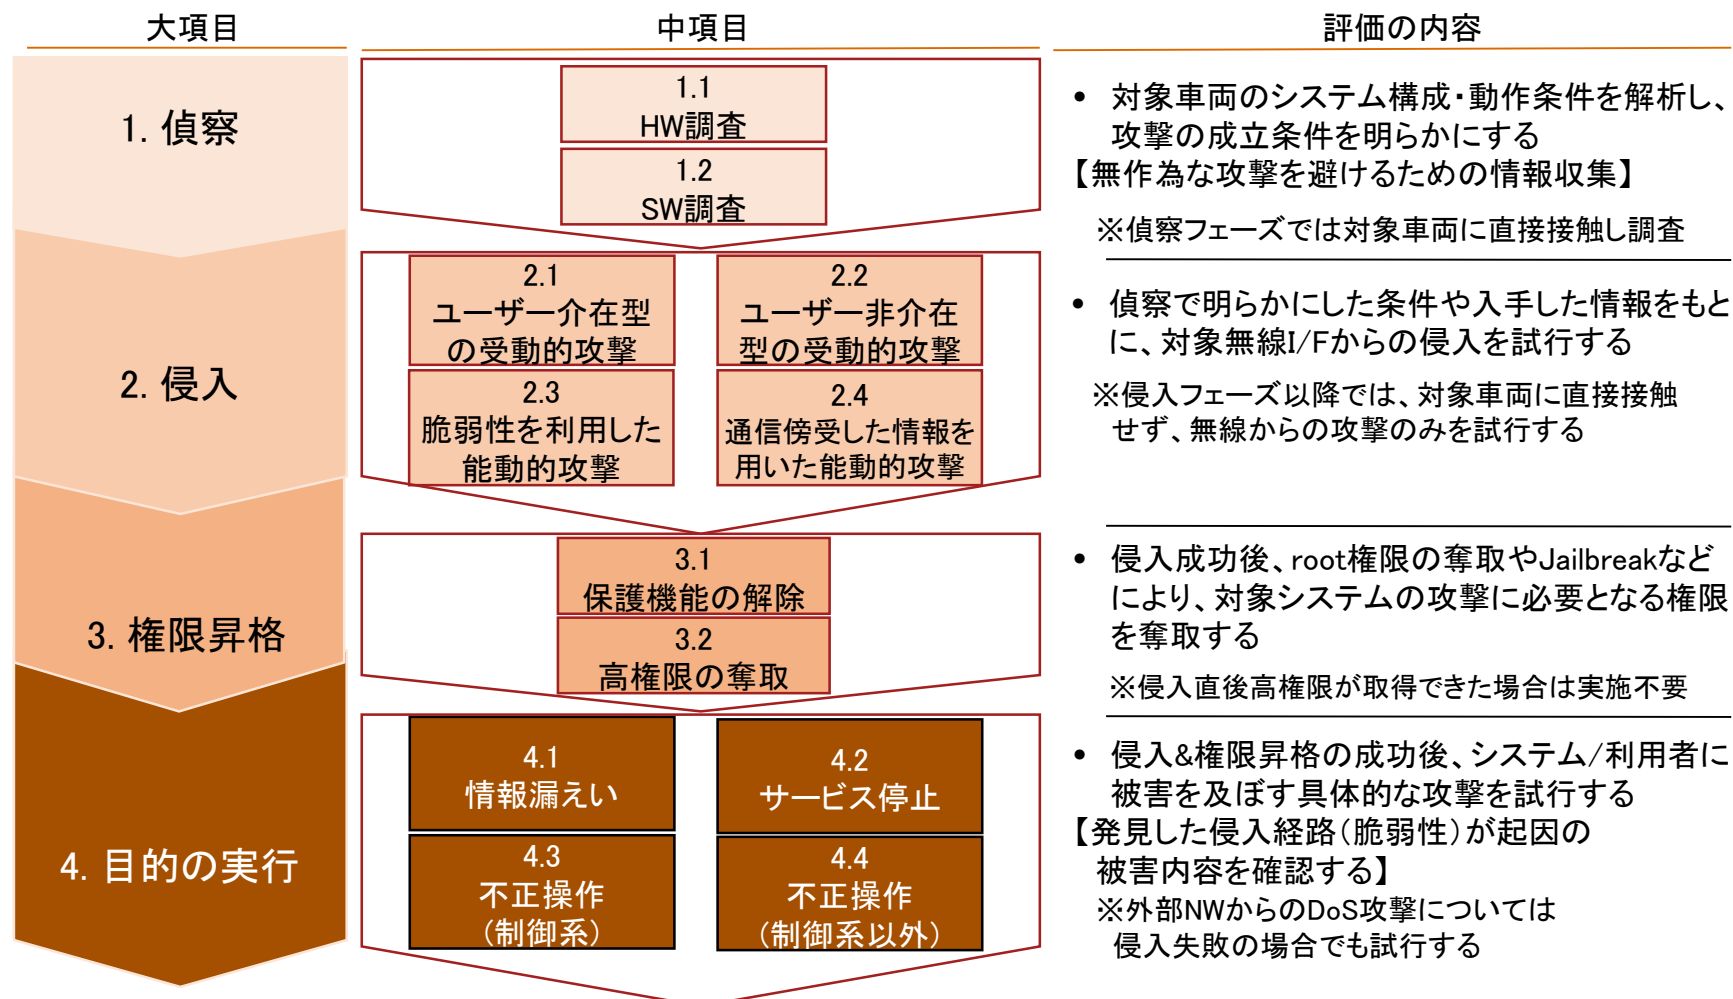 大項目
中項目
評価の内容
1. 偵察
1.1
HW調査
1.2
SW調査
• 対象車両のシステム構成・動作条件を解析し、
攻撃の成立条件を明らかにする
【無作為な攻撃を避けるための情報収集】
※偵察フェーズでは対象車両に直接接触し調査
2. 侵入
2.1
ユーザー介在型
の受動的攻撃
2.2
ユーザー非介在
型の受動的攻撃
2.3
脆弱性を利用した
能動的攻撃
2.4
通信傍受した情報を
用いた能動的攻撃
• 偵察で明らかにした条件や入手した情報をもと
に、対象無線I/Fからの侵入を試行する
※侵入フェーズ以降では、対象車両に直接接触
せず、無線からの攻撃のみを試行する
3. 権限昇格
3.1
保護機能の解除
3.2
高権限の奪取
• 侵入成功後、root権限の奪取やJailbreakなど
により、対象システムの攻撃に必要となる権限
を奪取する
※侵入直後高権限が取得できた場合は実施不要
4. 目的の実行
4.1
情報漏えい
4.2
サービス停止
4.3
不正操作
(制御系)
4.4
不正操作
(制御系以外)
• 侵入&権限昇格の成功後、システム/利用者に
被害を及ぼす具体的な攻撃を試行する
【発見した侵入経路(脆弱性)が起因の
被害内容を確認する】
※外部NWからのDoS攻撃については
侵入失敗の場合でも試行する